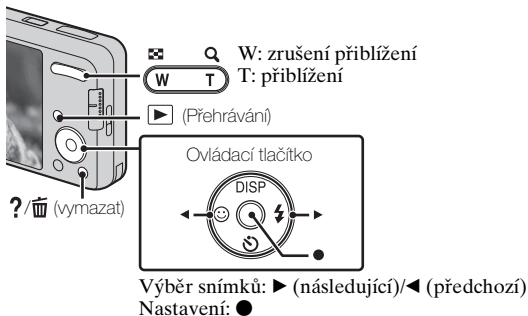 W: zrušení přiblížení
W T T: přiblížení
▶ (Přehrávání)
Ovládací tlačítko
DISP
?/ (vymazat)
Výběr snímků: ▶ (následující)/◀ (předchozí)
Nastavení: ●